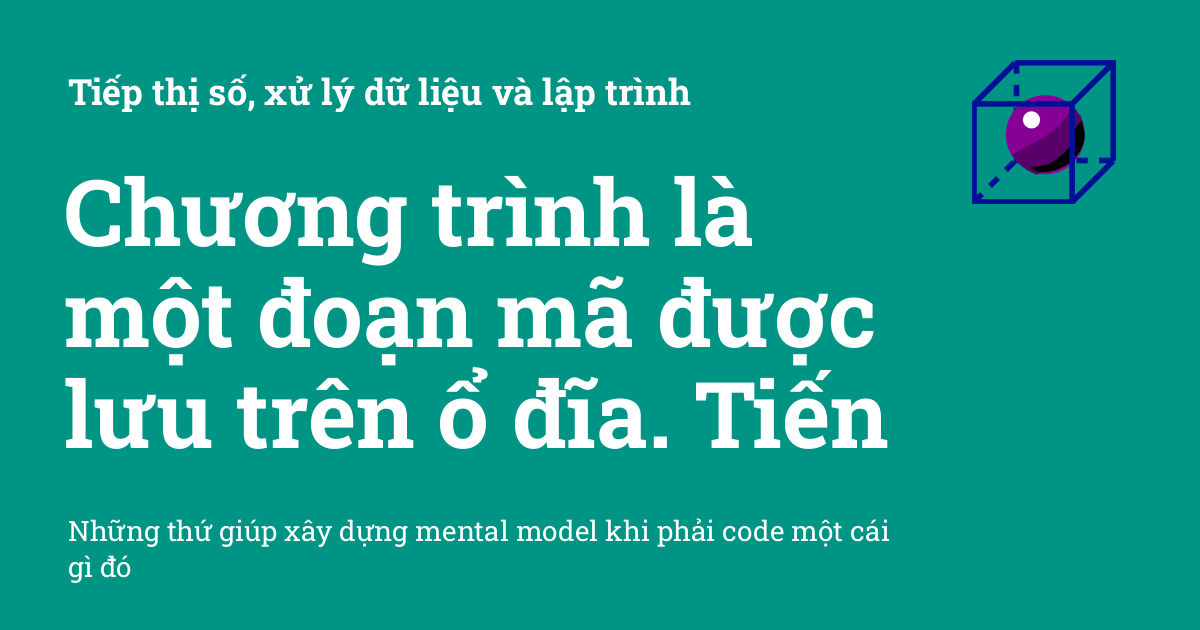 Tiếp thị số, xử lý dữ liệu và lập trình
Chương trình là
một đoạn mã được
lưu trên ổ đĩa. Tiến
Những thứ giúp xây dựng mental model khi phải code một cái
gì đó